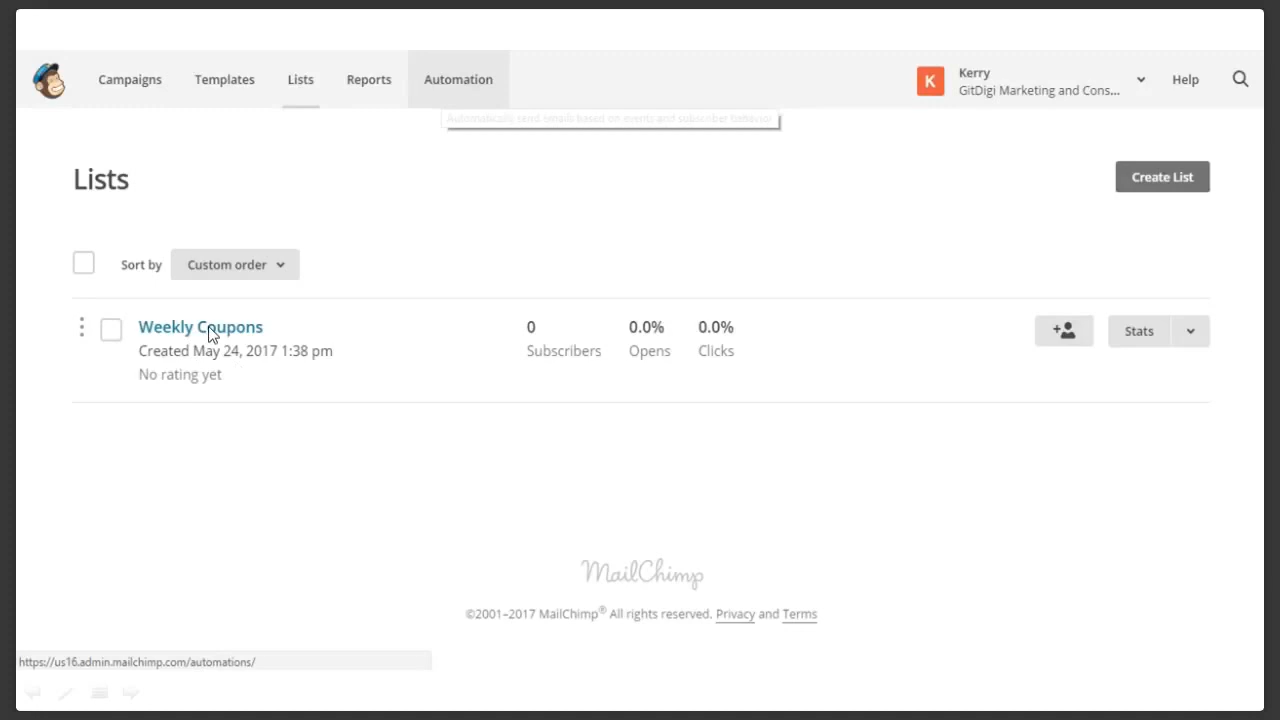 Campaigns Templates Lists Reports Automation
K
Kerry
GitDigi Marketing and Cons...
Help
Automatically send emails based on events and subscriber behavior
Lists
Create List
Sort by Custom order
Weekly Coupons
Created May 24, 2017 1:38 pm
No rating yet
0
Subscribers
0.0%
Opens
0.0%
Clicks
Stats
MailChimp
©2001–2017 MailChimp® All rights reserved. Privacy and Terms
https://us16.admin.mailchimp.com/automations/